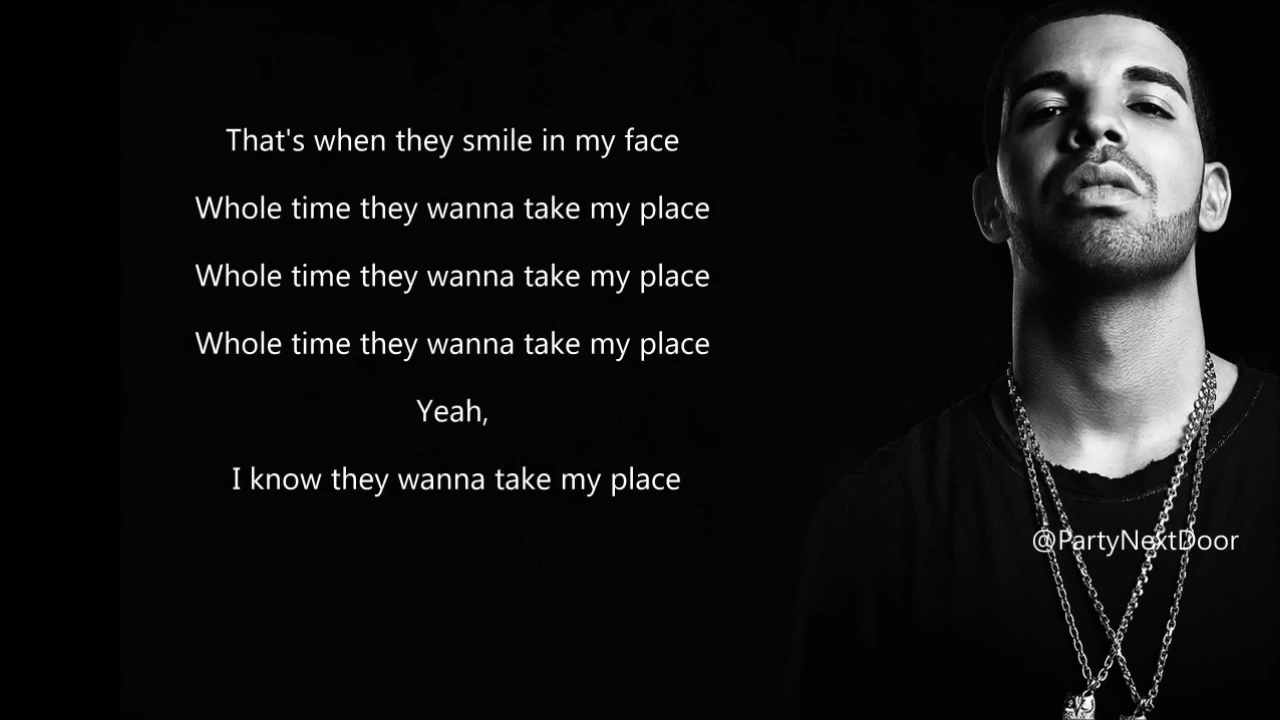 That's when they smile in my face
Whole time they wanna take my place
Whole time they wanna take my place
Whole time they wanna take my place
Yeah,
I know they wanna take my place
@PartyNextDoor